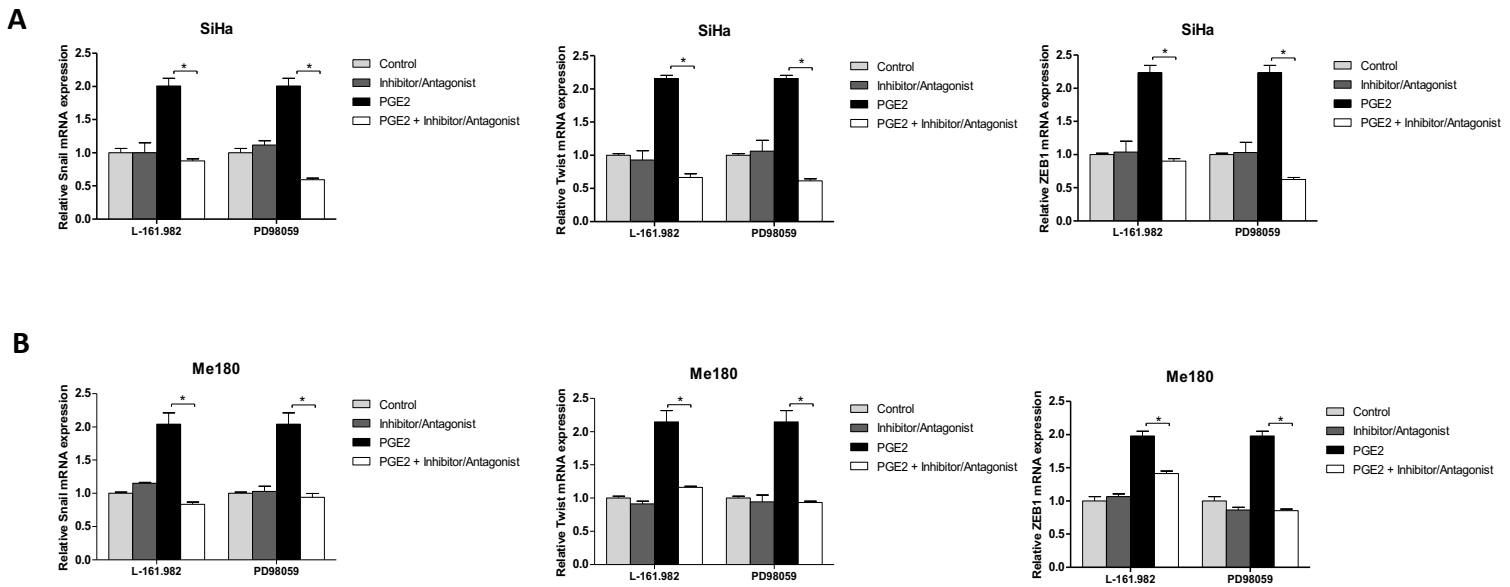 A
SiHa
Relative Snail mRNA expression
2.5
2.0
1.5
1.0
0.5
0.0
*
*
L-161.982
PD98059
Control
Inhibitor/Antagonist
PGE2
PGE2 + Inhibitor/Antagonist
SiHa
Relative Twist mRNA expression
2.5
2.0
1.5
1.0
0.5
0.0
*
*
L-161.982
PD98059
Control
Inhibitor/Antagonist
PGE2
PGE2 + Inhibitor/Antagonist
SiHa
Relative ZEB1 mRNA expression
2.5
2.0
1.5
1.0
0.5
0.0
*
*
L-161.982
PD98059
Control
Inhibitor/Antagonist
PGE2
PGE2 + Inhibitor/Antagonist
B
Me180
Relative Snail mRNA expression
2.5
2.0
1.5
1.0
0.5
0.0
*
*
L-161.982
PD98059
Control
Inhibitor/Antagonist
PGE2
PGE2 + Inhibitor/Antagonist
Me180
Relative Twist mRNA expression
2.5
2.0
1.5
1.0
0.5
0.0
*
*
L-161.982
PD98059
Control
Inhibitor/Antagonist
PGE2
PGE2 + Inhibitor/Antagonist
Me180
Relative ZEB1 mRNA expression
2.5
2.0
1.5
1.0
0.5
0.0
*
*
L-161.982
PD98059
Control
Inhibitor/Antagonist
PGE2
PGE2 + Inhibitor/Antagonist